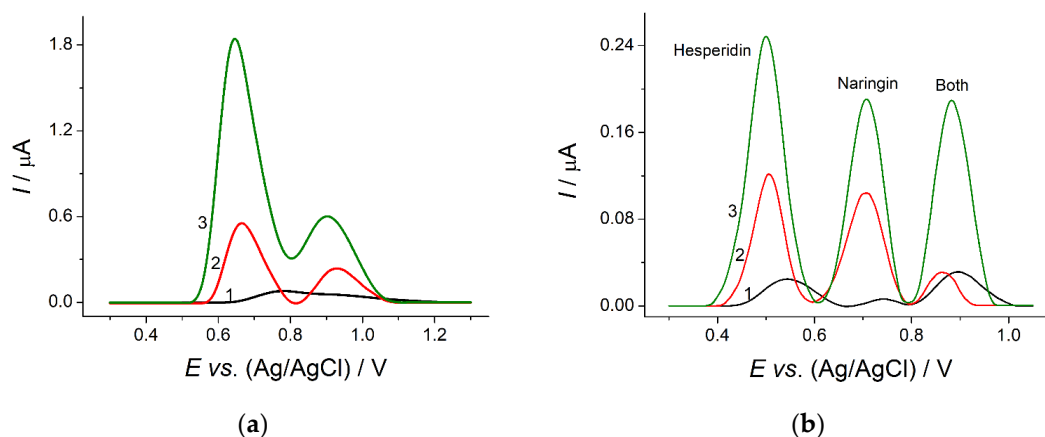 1.8
1.2
0.6
0.0
I / μA
3
2
1
0.4
0.6
0.8
1.0
1.2
E vs. (Ag/AgCl) / V
(a)
0.24
0.16
0.08
0.00
I / μA
Hesperidin
Naringin
Both
3
2
1
0.4
0.6
0.8
1.0
E vs. (Ag/AgCl) / V
(b)